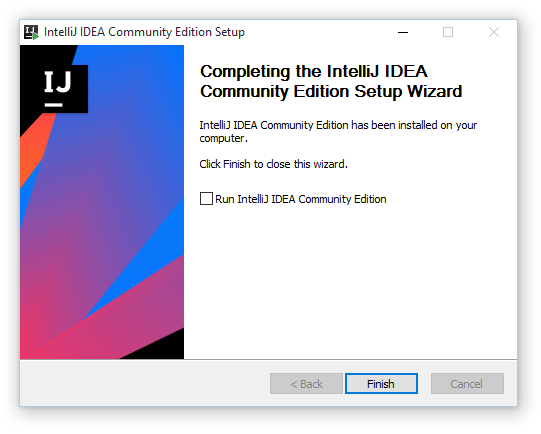 IntelliJ IDEA Community Edition Setup
IJ
Completing the IntelliJ IDEA
Community Edition Setup Wizard
IntelliJ IDEA Community Edition has been installed on your
computer.
Click Finish to close this wizard.
Run IntelliJ IDEA Community Edition
< Back
Finish
Cancel